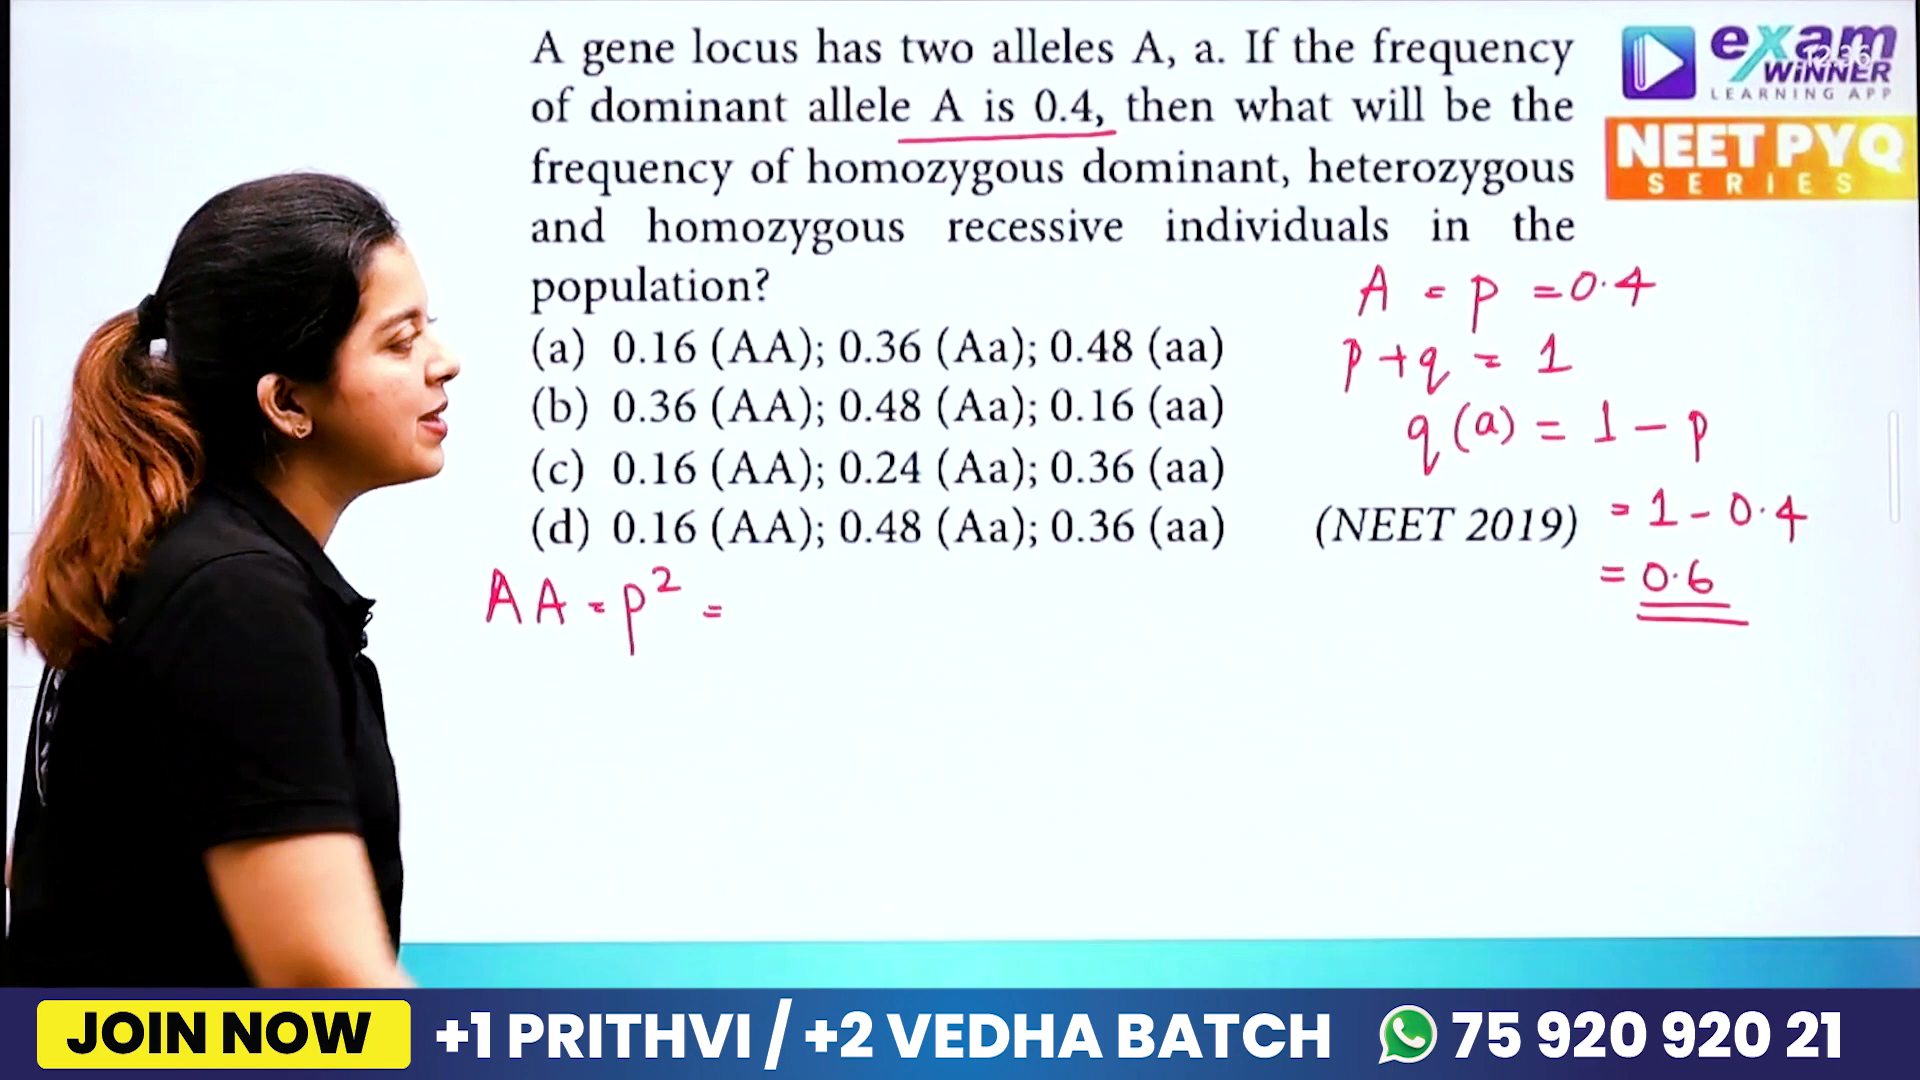 A gene locus has two alleles A, a. If the frequency
of dominant allele A is 0.4, then what will be the
frequency of homozygous dominant, heterozygous
and homozygous recessive individuals in the
population?
(a) 0.16 (AA); 0.36 (Aa); 0.48 (aa)
(b) 0.36 (AA); 0.48 (Aa); 0.16 (aa)
(c) 0.16 (AA); 0.24 (Aa); 0.36 (aa)
(d) 0.16 (AA); 0.48 (Aa); 0.36 (aa)
(NEET 2019)
A = p = 0.4
p + q = 1
q (a) = 1 - p
= 1 - 0.4
= 0.6
AA = p² =
exam
WINNER
LEARNING APP
12:36
NEET PYQ
SERIES
JOIN NOW
+1 PRITHVI / +2 VEDHA BATCH
75 920 920 21